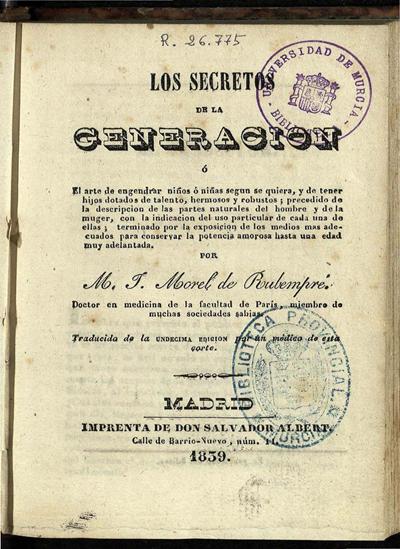 R. 26.775
UNIVERSIDAD DE MURCIA
LOS SECRETOS
DE LA
GENERACION
ó
El arte de engendrar niños ó niñas segun se quiera, y de tener
hijos dotados de talento, hermosos y robustos; precedido de
la descripcion de las partes naturales del hombre y de la
muger, con la indicacion del uso particular de cada una de
ellas; terminado por la exposicion de los medios mas ade-
cuados para conservar la potencia amorosa hasta una edad
muy adelantada.
POR
M. J. Morel de Rubempré.
Doctor en medicina de la facultad de París, miembro de
muchas sociedades sabias.
Traducida de la UNDECIMA EDICION por un médico de esta
corte.
BIBLIOTECA PROVINCIAL
MURCIA
MADRID
IMPRENTA DE DON SALVADOR ALBERT.
Calle de Barrio-Nuevo, núm.
1839.